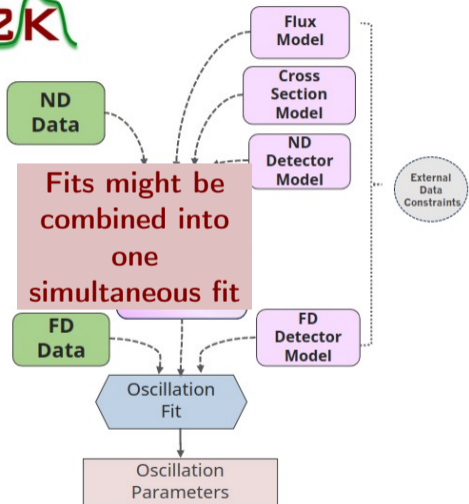 2K
Flux
Model
Cross
Section
Model
ND
Data
ND
Detector
Model
External
Data
Constraints
Fits might be
combined into
one
simultaneous fit
FD
Data
FD
Detector
Model
Oscillation
Fit
Oscillation
Parameters